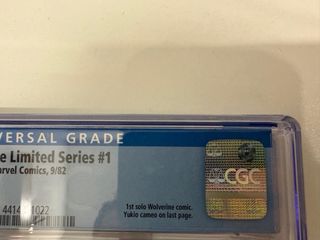 VERSAL GRADE
e Limited Series #1
arvel Comics, 9/82
1st solo Wolverine comic.
Yukio cameo on last page.
CGC